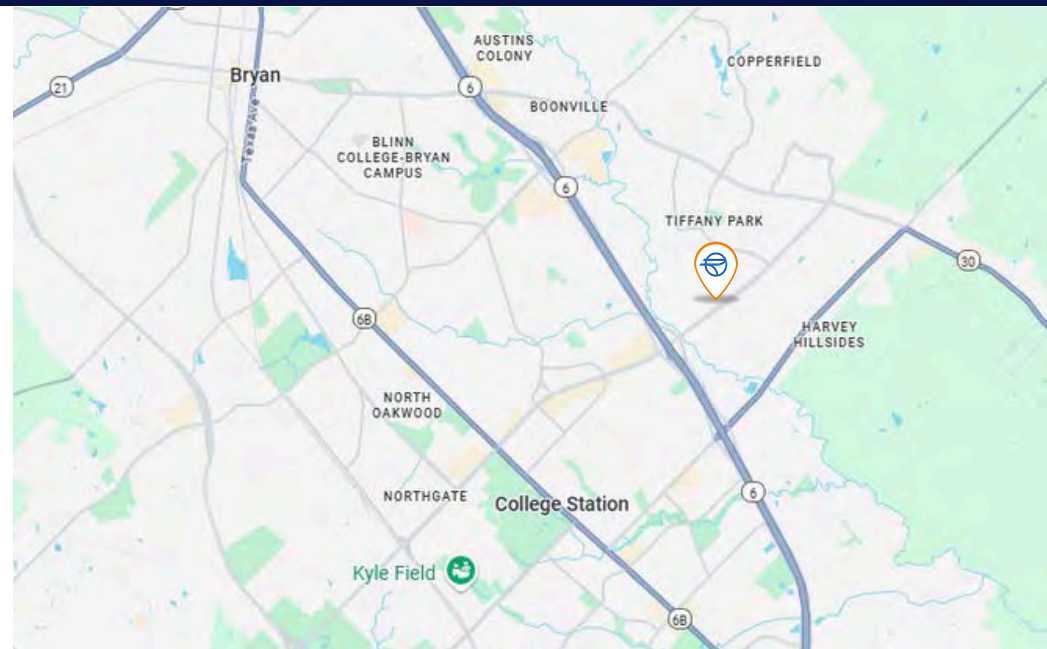 AUSTINS
COLONY
COPPERFIELD
Bryan
21
6
BOONVILLE
Texas Ave
BLINN
COLLEGE-BRYAN
CAMPUS
6
TIFFANY PARK
30
6B
HARVEY
HILLSIDES
NORTH
OAKWOOD
NORTHGATE
College Station
6
Kyle Field
6B